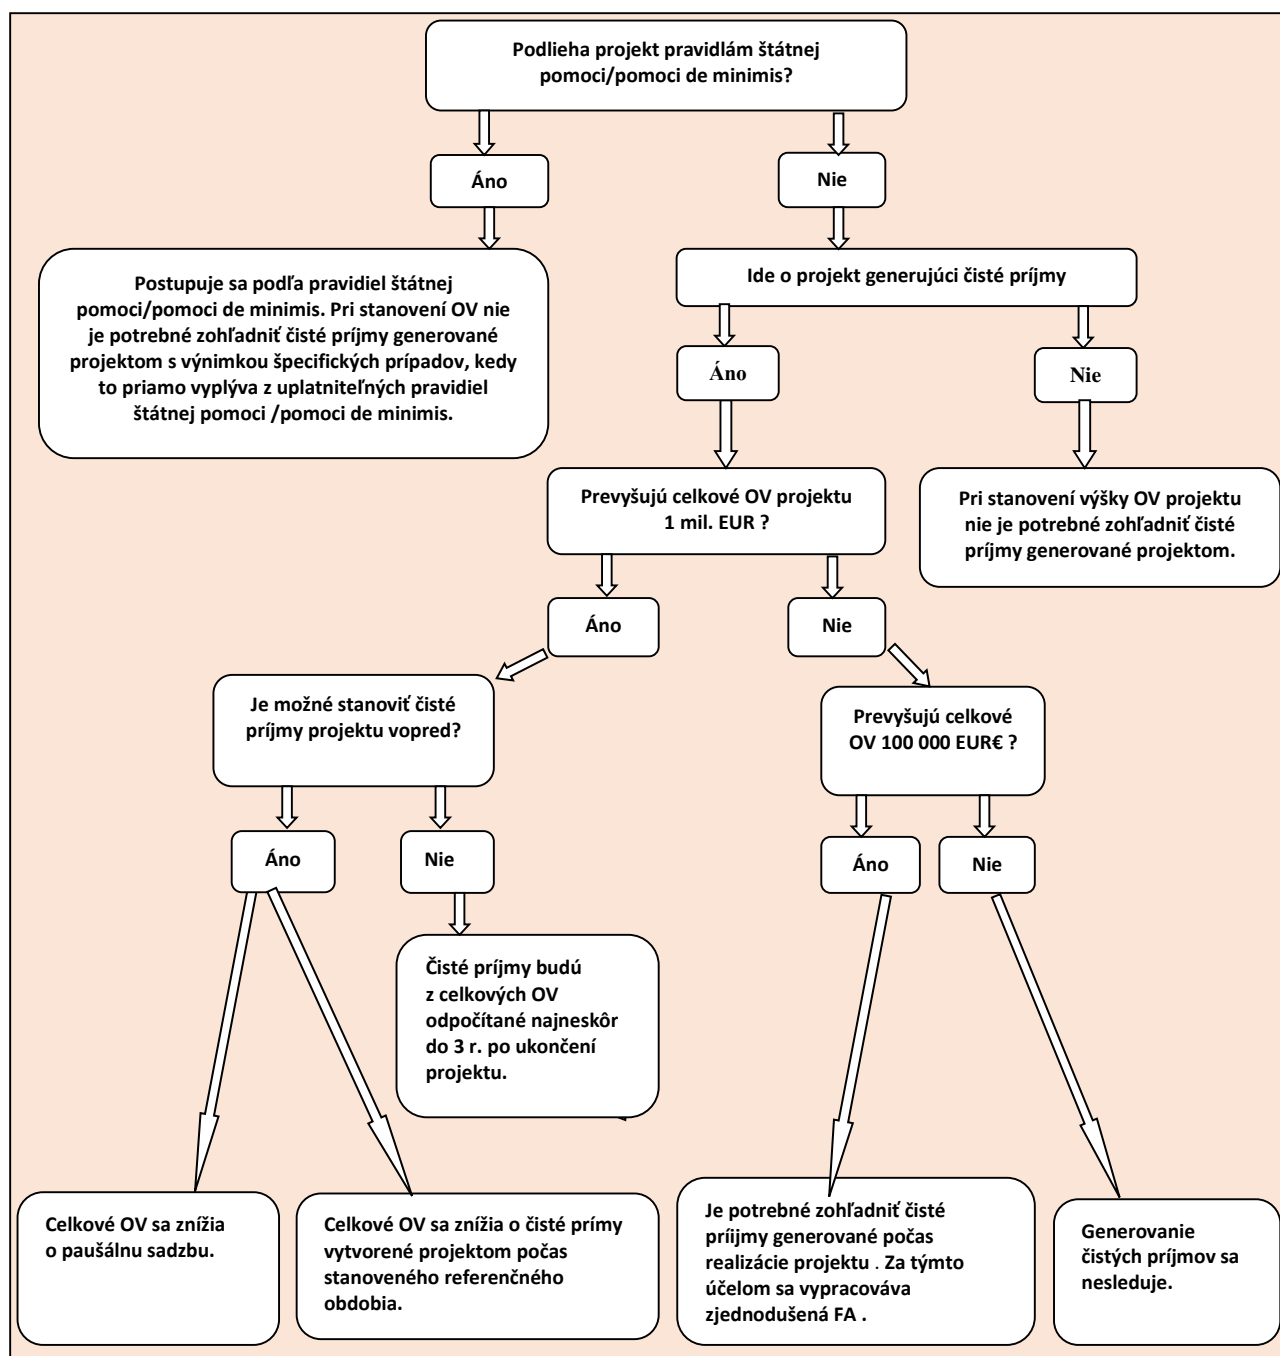 Podlieha projekt pravidlám štátnej
pomoci/pomoci de minimis?
Áno
Nie
Postupuje sa podľa pravidiel štátnej
pomoci/pomoci de minimis. Pri stanovení OV nie
je potrebné zohľadniť čisté príjmy generované
projektom s výnimkou špecifických prípadov, kedy
to priamo vyplýva z uplatniteľných pravidiel
štátnej pomoci /pomoci de minimis.
Ide o projekt generujúci čisté príjmy
Áno
Nie
Prevyšujú celkové OV projektu
1 mil. EUR ?
Pri stanovení výšky OV projektu
nie je potrebné zohľadniť čisté
príjmy generované projektom.
Áno
Nie
Je možné stanoviť čisté
príjmy projektu vopred?
Prevyšujú celkové
OV 100 000 EUR€ ?
Áno
Nie
Áno
Nie
Čisté príjmy budú
z celkových OV
odpočítané najneskôr
do 3 r. po ukončení
projektu.
Celkové OV sa znížia
o paušálnu sadzbu.
Celkové OV sa znížia o čisté prímy
vytvorené projektom počas
stanoveného referenčného
obdobia.
Je potrebné zohľadniť čisté
príijmy generované počas
realizácie projektu . Za týmto
účelom sa vypracováva
zjednodušená FA .
Generovanie
čistých príjmov sa
nesleduje.